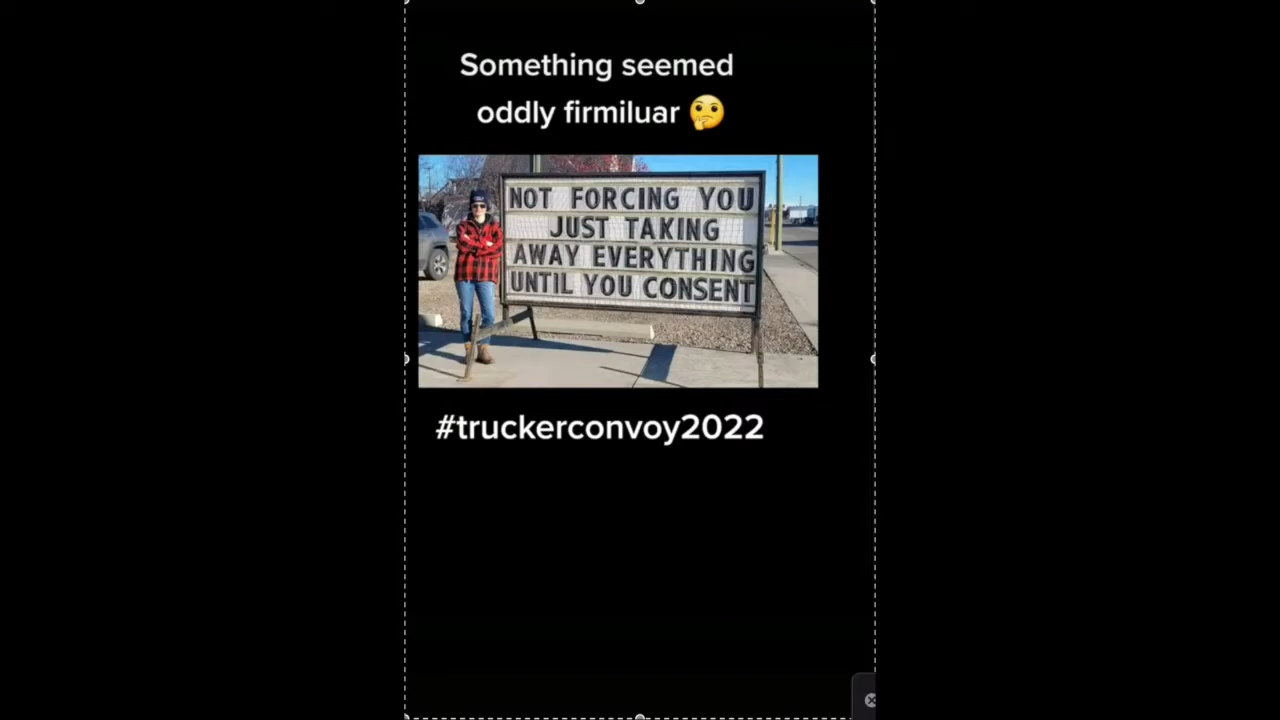 Something seemed
oddly firmiluar 🤔
NOT FORCING YOU
JUST TAKING
AWAY EVERYTHING
UNTIL YOU CONSENT
#truckerconvoy2022